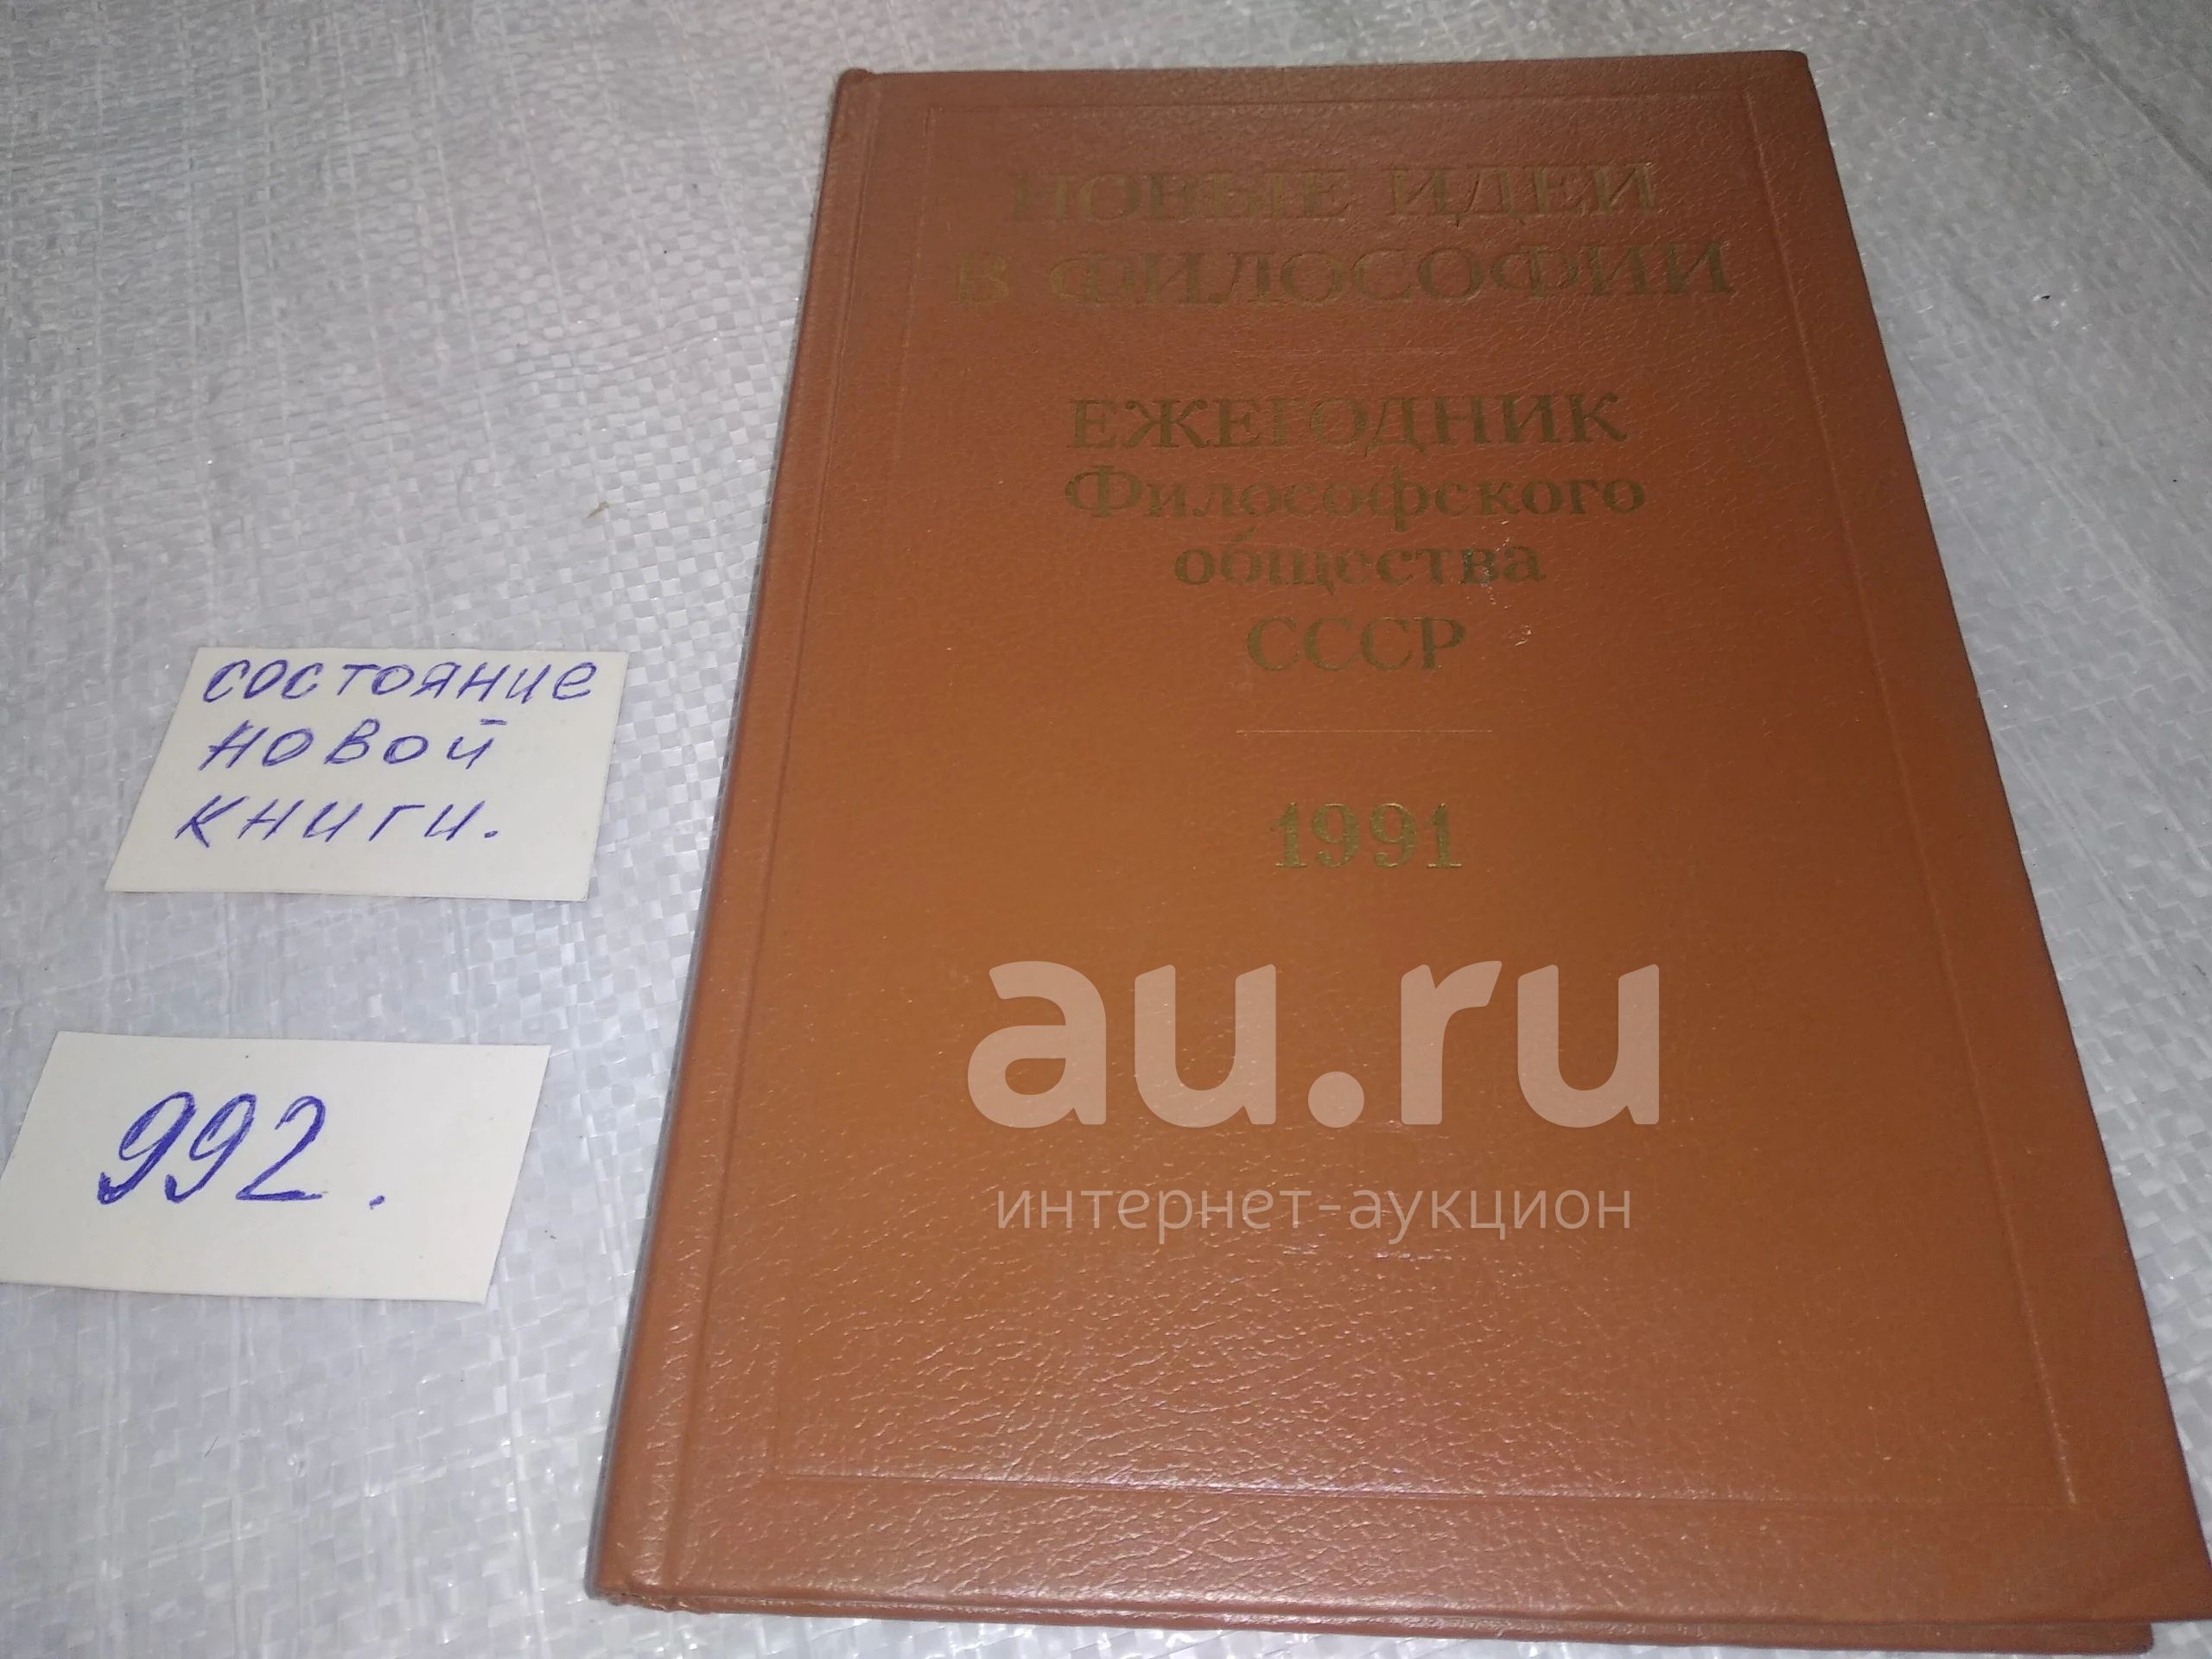 НОВЫЕ ИДЕИ
В ФИЛОСОФИИ
ЕЖЕГОДНИК
Философского
общества
СССР
1991
состояние
новой
книги.
992.
au.ru
интернет-аукцион